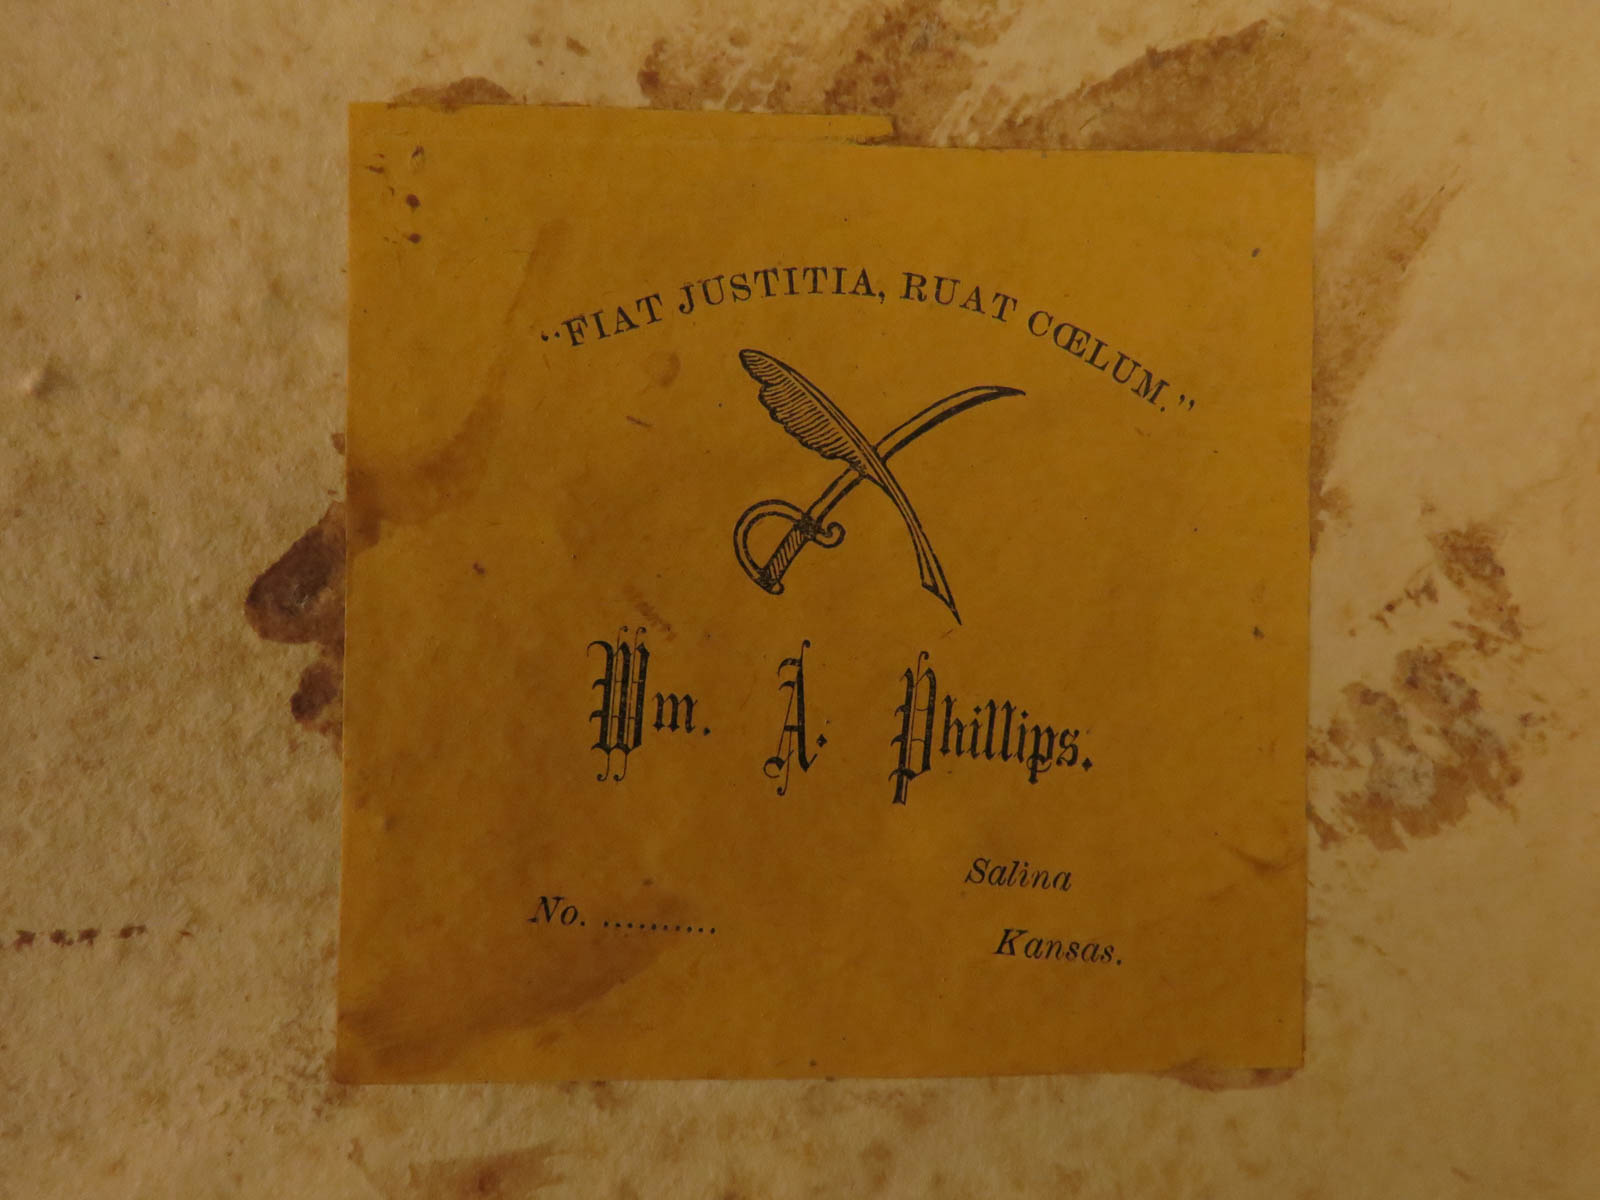 “FIAT JUSTITIA, RUAT CŒLUM.”
Wm. A. Phillips.
Salina
No. ..........
Kansas.